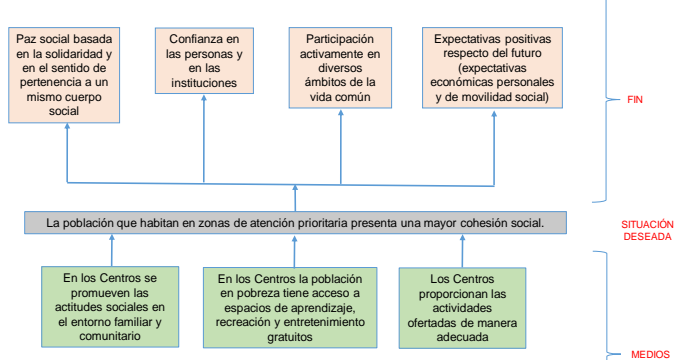 Paz social basada
en la solidaridad y
en el sentido de
pertenencia a un
mismo cuerpo
social
Confianza en
las personas y
en las
instituciones
Participación
activamente en
diversos
ámbitos de la
vida común
Expectativas positivas
respecto del futuro
(expectativas
económicas personales
y de movilidad social)
FIN
La población que habitan en zonas de atención prioritaria presenta una mayor cohesión social.
SITUACIÓN
DESEADA
En los Centros se
promueven las
actitudes sociales en
el entorno familiar y
comunitario
En los Centros la población
en pobreza tiene acceso a
espacios de aprendizaje,
recreación y entretenimiento
gratuitos
Los Centros
proporcionan las
actividades
ofertadas de manera
adecuada
MEDIOS